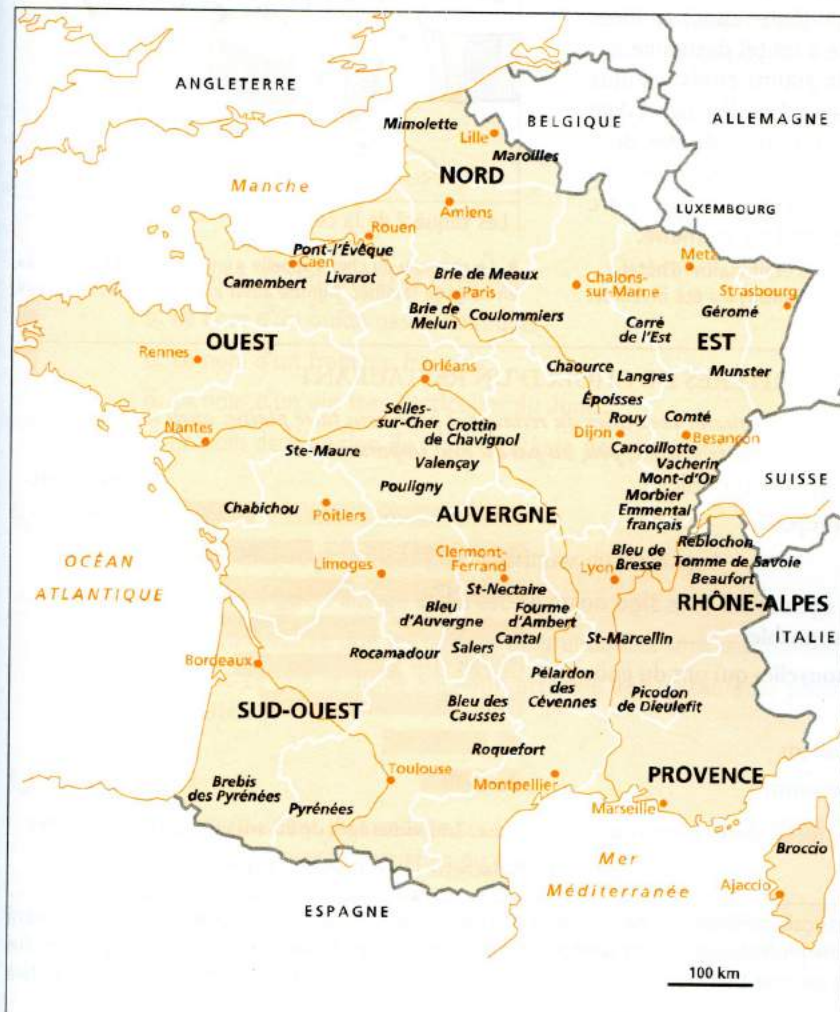 ANGLETERRE
BELGIQUE
ALLEMAGNE
Mimolette
Lille
Maroilles
NORD
Manche
Amiens
LUXEMBOURG
Rouen
Pont-l'Évêque
Caen
Metz
Camembert
Livarot
Brie de Meaux
Paris
Chalons-
sur-Marne
Strasbourg
Brie de
Melun
Coulommiers
Géromé
Carré
de l'Est
OUEST
EST
Rennes
Orléans
Chaource
Langres
Munster
Époisses
Selles-
sur-Cher
Crottin
de Chavignol
Rouy
Comté
Nantes
Dijon
Besançon
Ste-Maure
Cancoillotte
Valençay
Vacherin
Mont-d'Or
SUISSE
Pouligny
Morbier
Chabichou
Poitiers
AUVERGNE
Emmental
français
Reblochon
OCÉAN
ATLANTIQUE
Limoges
Clermont-
Ferrand
Bleu de
Bresse
Lyon
Tomme de Savoie
Beaufort
St-Nectaire
RHÔNE-ALPES
Bleu
d'Auvergne
Fourme
d'Ambert
Cantal
St-Marcellin
ITALIE
Rocamadour
Salers
Bordeaux
Pélardon
des
Cévennes
Picodon
de Dieulefit
SUD-OUEST
Bleu des
Causses
Roquefort
Toulouse
Montpellier
PROVENCE
Brebis
des Pyrénées
Pyrénées
Marseille
Broccio
Mer
Méditerranée
Ajaccio
ESPAGNE
100 km